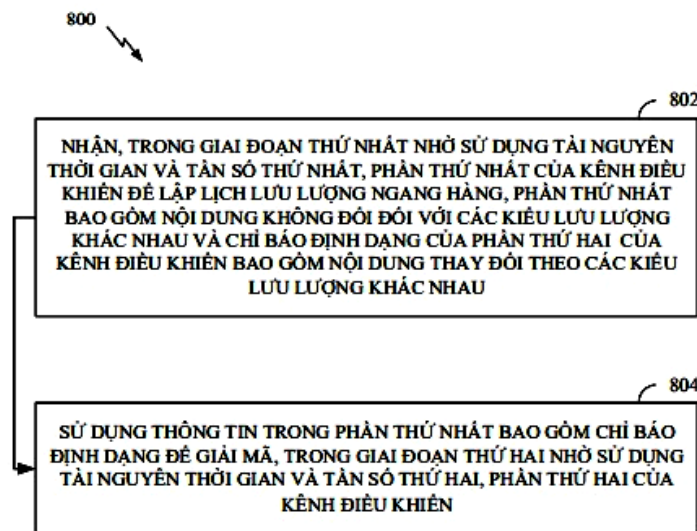 800
802
NHẬN, TRONG GIAI ĐOẠN THỨ NHẤT NHỜ SỬ DỤNG TÀI NGUYÊN
THỜI GIAN VÀ TẦN SỐ THỨ NHẤT, PHẦN THỨ NHẤT CỦA KÊNH ĐIỀU
KHIỂN ĐỂ LẬP LỊCH LƯU LƯỢNG NGANG HÀNG, PHẦN THỨ NHẤT
BAO GỒM NỘI DUNG KHÔNG ĐỔI ĐỐI VỚI CÁC KIỂU LƯU LƯỢNG
KHÁC NHAU VÀ CHỈ BÁO ĐỊNH DẠNG CỦA PHẦN THỨ HAI CỦA
KÊNH ĐIỀU KHIỂN BAO GỒM NỘI DUNG THAY ĐỔI THEO CÁC KIỂU
LƯU LƯỢNG KHÁC NHAU
804
SỬ DỤNG THÔNG TIN TRONG PHẦN THỨ NHẤT BAO GỒM CHỈ BÁO
ĐỊNH DẠNG ĐỂ GIẢI MÃ, TRONG GIAI ĐOẠN THỨ HAI NHỜ SỬ DỤNG
TÀI NGUYÊN THỜI GIAN VÀ TẦN SỐ THỨ HAI, PHẦN THỨ HAI CỦA
KÊNH ĐIỀU KHIỂN